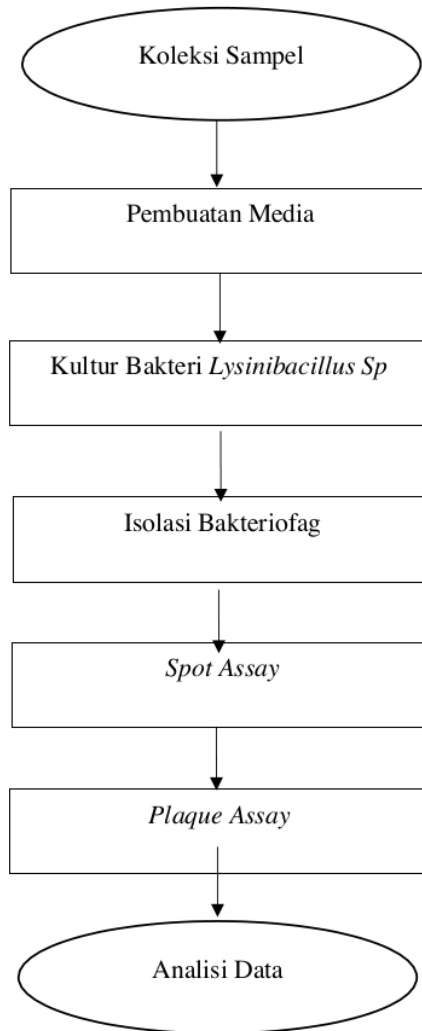 Koleksi Sampel
Pembuatan Media
Kultur Bakteri Lysinibacillus Sp
Isolasi Bakteriofag
Spot Assay
Plaque Assay
Analisi Data